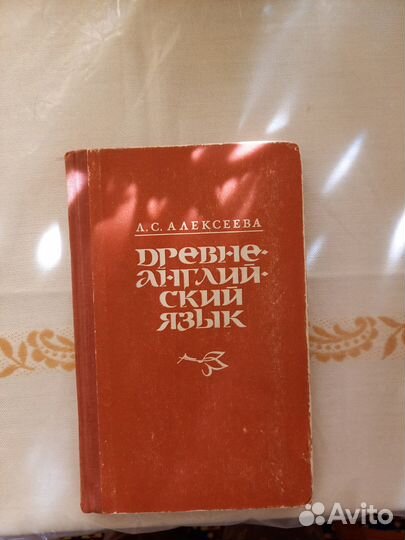 Л.С. АЛЕКСЕЕВА
ДРЕВНЕ-
АНГЛИЙ-
СКИЙ
ЯЗЫК
Avito